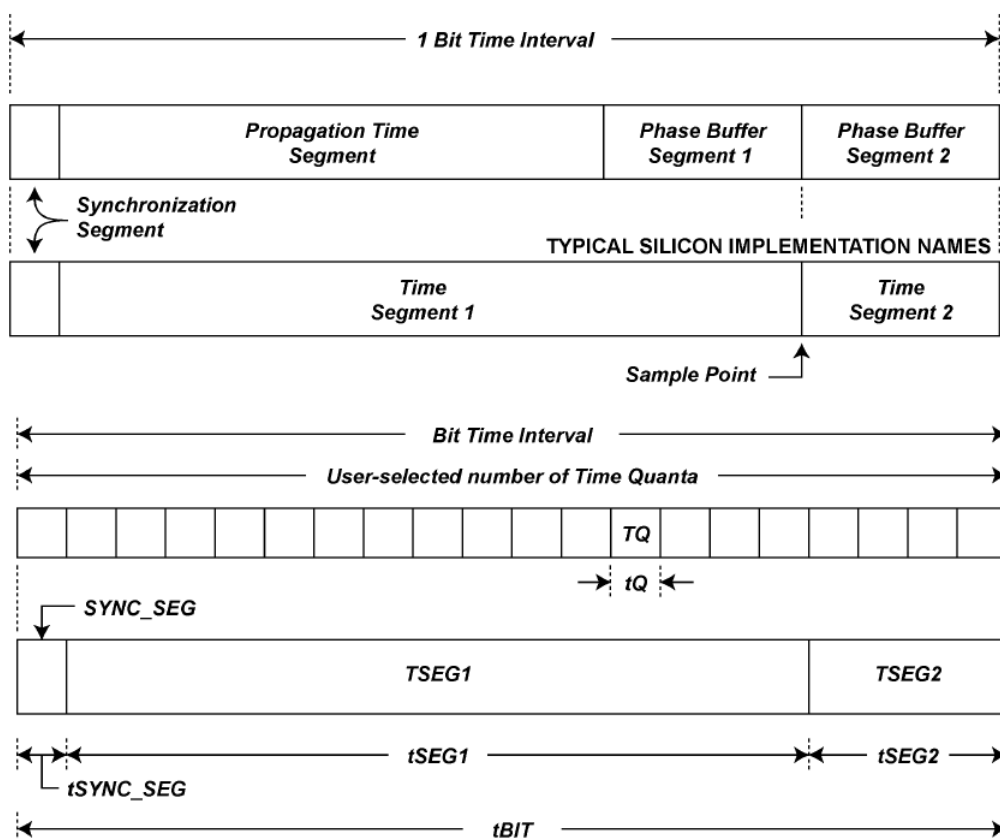 1 Bit Time Interval
Propagation Time
Segment
Phase Buffer
Segment 1
Phase Buffer
Segment 2
Synchronization
Segment
TYPICAL SILICON IMPLEMENTATION NAMES
Time
Segment 1
Time
Segment 2
Sample Point
Bit Time Interval
User-selected number of Time Quanta
TQ
tQ
SYNC_SEG
TSEG1
TSEG2
tSEG1
tSEG2
tSYNC_SEG
tBIT